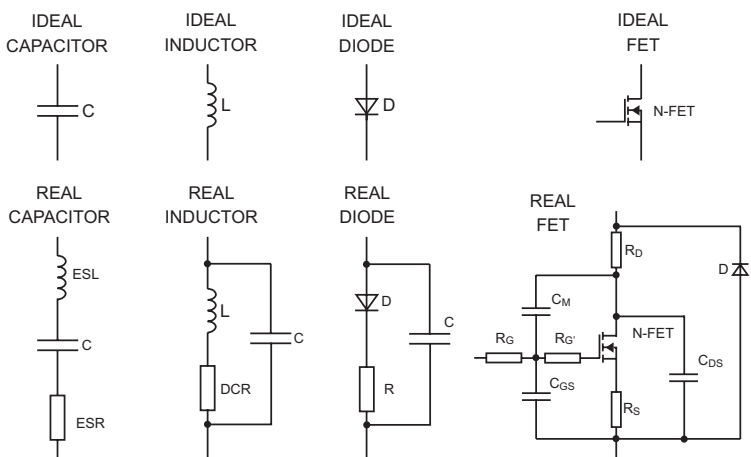 IDEAL
CAPACITOR
C
IDEAL
INDUCTOR
L
IDEAL
DIODE
D
IDEAL
FET
N-FET
REAL
CAPACITOR
ESL
C
ESR
REAL
INDUCTOR
L
C
DCR
REAL
DIODE
D
C
R
REAL
FET
RD
D
CM
N-FET
RG
RG'
CDS
CGS
RS